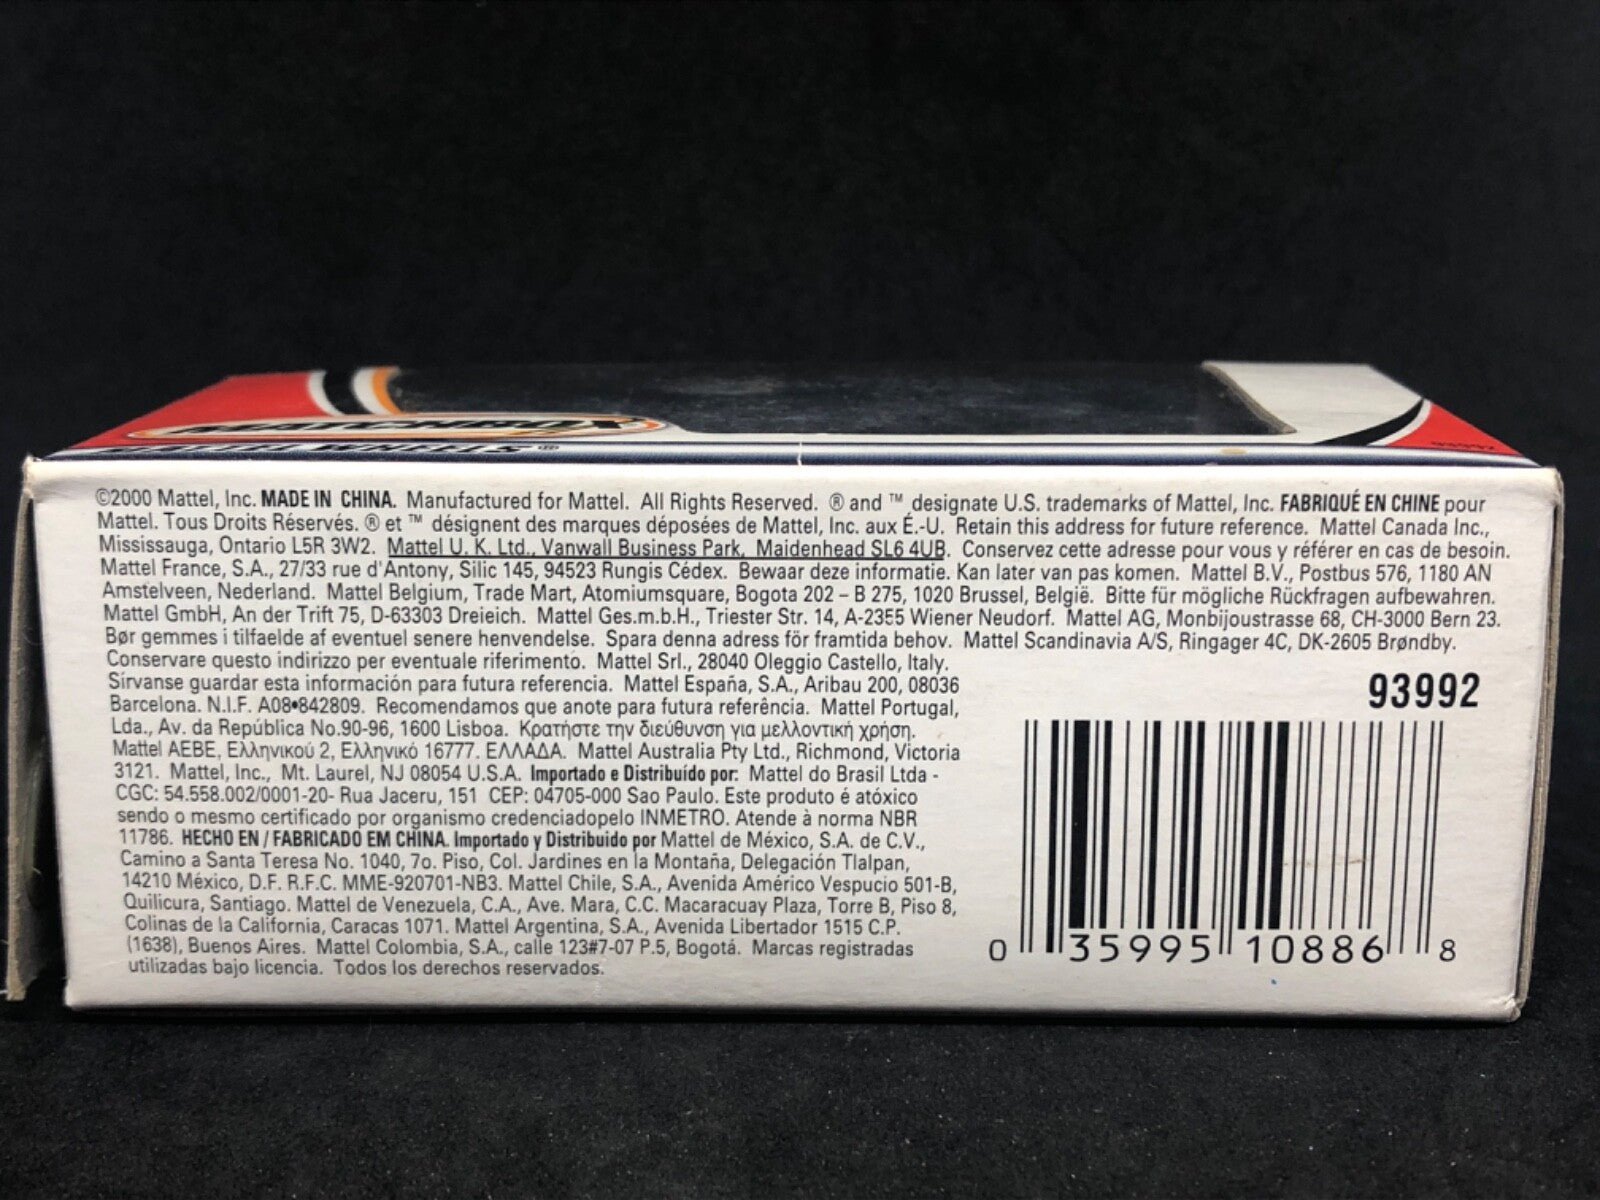 MATCHBOX
©2000 Mattel, Inc. MADE IN CHINA. Manufactured for Mattel. All Rights Reserved. ® and ™ designate U.S. trademarks of Mattel, Inc. FABRIQUÉ EN CHINE pour
Mattel. Tous Droits Réservés. ® et ™ désignent des marques déposées de Mattel, Inc. aux É.-U. Retain this address for future reference. Mattel Canada Inc.,
Mississauga, Ontario L5R 3W2. Mattel U. K. Ltd., Vanwall Business Park, Maidenhead SL6 4UB. Conservez cette adresse pour vous y référer en cas de besoin.
Mattel France, S.A., 27/33 rue d'Antony, Silic 145, 94523 Rungis Cédex. Bewaar deze informatie. Kan later van pas komen. Mattel B.V., Postbus 576, 1180 AN
Amstelveen, Nederland. Mattel Belgium, Trade Mart, Atomiumsquare, Bogota 202 – B 275, 1020 Brussel, België. Bitte für mögliche Rückfragen aufbewahren.
Mattel GmbH, An der Trift 75, D-63303 Dreieich. Mattel Ges.m.b.H., Triester Str. 14, A-2355 Wiener Neudorf. Mattel AG, Monbijoustrasse 68, CH-3000 Bern 23.
Bør gemmes i tilfaelde af eventuel senere henvendelse. Spara denna adress för framtida behov. Mattel Scandinavia A/S, Ringager 4C, DK-2605 Brøndby.
Conservare questo indirizzo per eventuale riferimento. Mattel Srl., 28040 Oleggio Castello, Italy.
Sírvanse guardar esta información para futura referencia. Mattel España, S.A., Aribau 200, 08036
Barcelona. N.I.F. A08•842809. Recomendamos que anote para futura referência. Mattel Portugal,
Lda., Av. da República No.90-96, 1600 Lisboa. Κρατήστε την διεύθυνση για μελλοντική χρήση.
Mattel AEBE, Ελληνικού 2, Ελληνικό 16777. ΕΛΛΑΔΑ. Mattel Australia Pty Ltd., Richmond, Victoria
3121. Mattel, Inc., Mt. Laurel, NJ 08054 U.S.A. Importado e Distribuído por: Mattel do Brasil Ltda -
CGC: 54.558.002/0001-20- Rua Jaceru, 151 CEP: 04705-000 Sao Paulo. Este produto é atóxico
sendo o mesmo certificado por organismo credenciadopelo INMETRO. Atende à norma NBR
11786. HECHO EN / FABRICADO EM CHINA. Importado y Distribuido por Mattel de México, S.A. de C.V.,
Camino a Santa Teresa No. 1040, 7o. Piso, Col. Jardines en la Montaña, Delegación Tlalpan,
14210 México, D.F. R.F.C. MME-920701-NB3. Mattel Chile, S.A., Avenida Américo Vespucio 501-B,
Quilicura, Santiago. Mattel de Venezuela, C.A., Ave. Mara, C.C. Macaracuay Plaza, Torre B, Piso 8,
Colinas de la California, Caracas 1071. Mattel Argentina, S.A., Avenida Libertador 1515 C.P.
(1638), Buenos Aires. Mattel Colombia, S.A., calle 123#7-07 P.5, Bogotá. Marcas registradas
utilizadas bajo licencia. Todos los derechos reservados.
93992
0 35995 10886 8